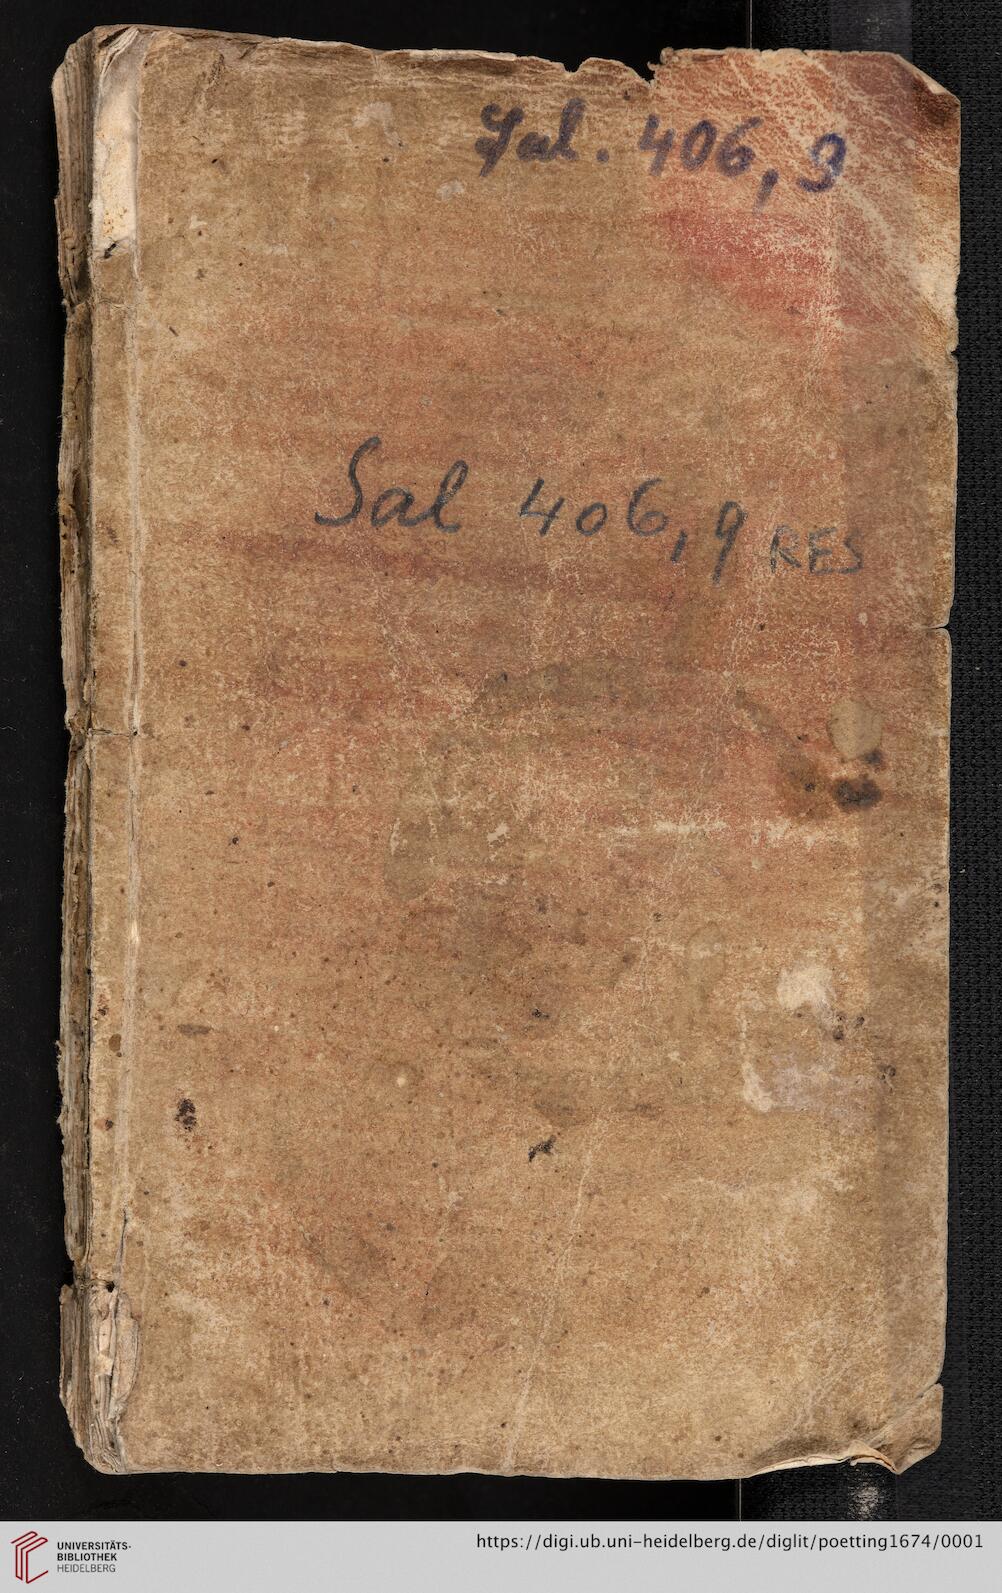 Sal. 406, 9
Sal 406, 9 RES
UNIVERSITÄTS-
BIBLIOTHEK
HEIDELBERG
https://digi.ub.uni-heidelberg.de/diglit/poetting1674/0001